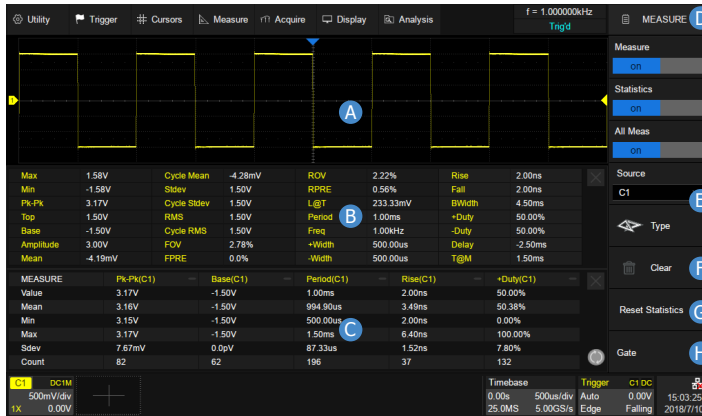 Utility Trigger Cursors Measure Acquire Display Analysis f = 1.000000kHz Trig'd MEASURE D
Measure
on
Statistics
on
All Meas
on
Source
C1
E
Type
Clear F
Reset Statistics G
Gate H
1
A
Max 1.58V Cycle Mean -4.28mV ROV 2.22% Rise 2.00ns
Min -1.58V Stdev 1.50V RPRE 0.56% Fall 2.00ns
Pk-Pk 3.17V Cycle Stdev 1.50V L@T 233.33mV BWidth 4.50ms
Top 1.50V RMS 1.50V Period B 1.00ms +Duty 50.00%
Base -1.50V Cycle RMS 1.50V Freq 1.00kHz -Duty 50.00%
Amplitude 3.00V FOV 2.78% +Width 500.00us Delay -2.50ms
Mean -4.19mV FPRE 0.0% -Width 500.00us T@M 1.50ms
MEASURE Pk-Pk(C1) Base(C1) Period(C1) Rise(C1) +Duty(C1)
Value 3.17V -1.50V 1.00ms 2.00ns 50.00%
Mean 3.16V -1.50V 994.90us 3.49ns 50.38%
Min 3.15V -1.50V 500.00us 2.00ns 0.00%
Max 3.17V -1.50V 1.50ms C 6.40ns 100.00%
Sdev 7.67mV 0.0pV 87.33us 1.52ns 7.80%
Count 82 62 196 37 132
C1 DC1M Timebase Trigger C1 DC
500mV/div 0.00s 500us/div Auto 0.00V 15:03:25
1X 0.00V 25.0MS 5.00GS/s Edge Falling 2018/7/10